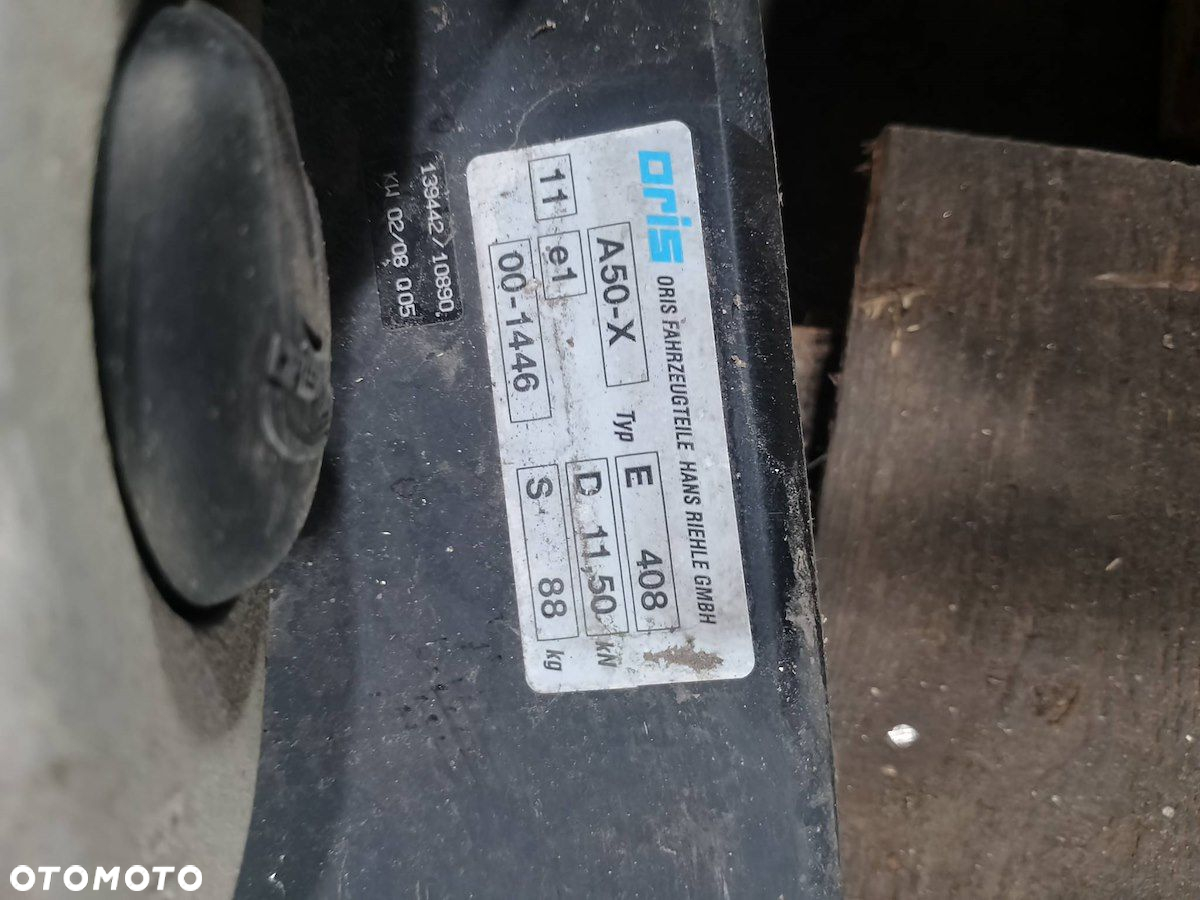 oris
ORIS FAHRZEUGTEILE HANS RIEHLE GMBH
A50-X Typ E 408
11 e1 D 11,50 kN
00-1446 S 88 kg
139442/10890.
KW 02/08 005
OTOMOTO